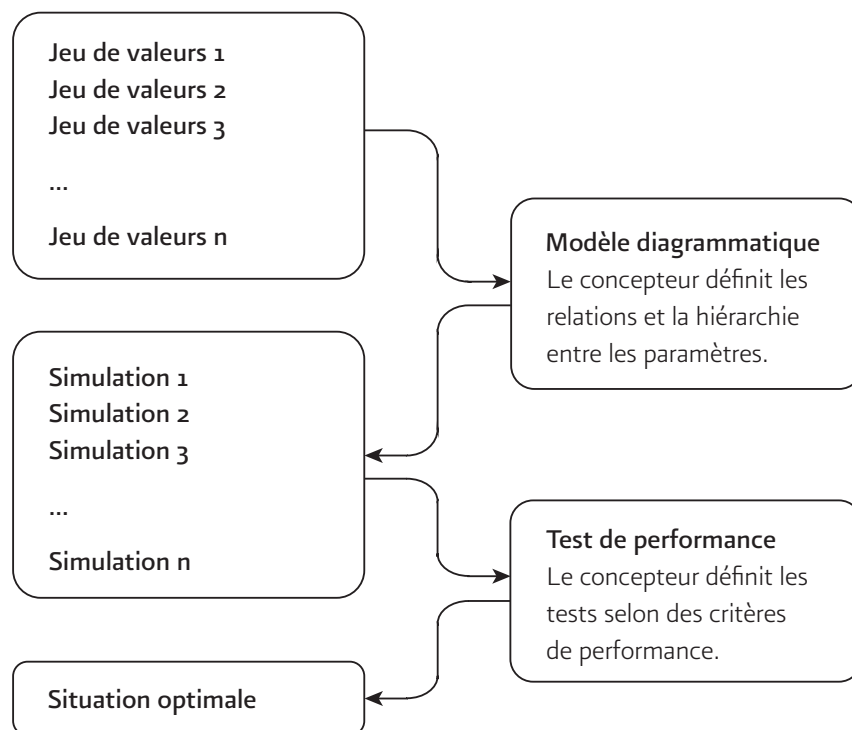 Jeu de valeurs 1
Jeu de valeurs 2
Jeu de valeurs 3
...
Jeu de valeurs n
Modèle diagrammatique
Le concepteur définit les
relations et la hiérarchie
entre les paramètres.
Simulation 1
Simulation 2
Simulation 3
...
Simulation n
Test de performance
Le concepteur définit les
tests selon des critères
de performance.
Situation optimale